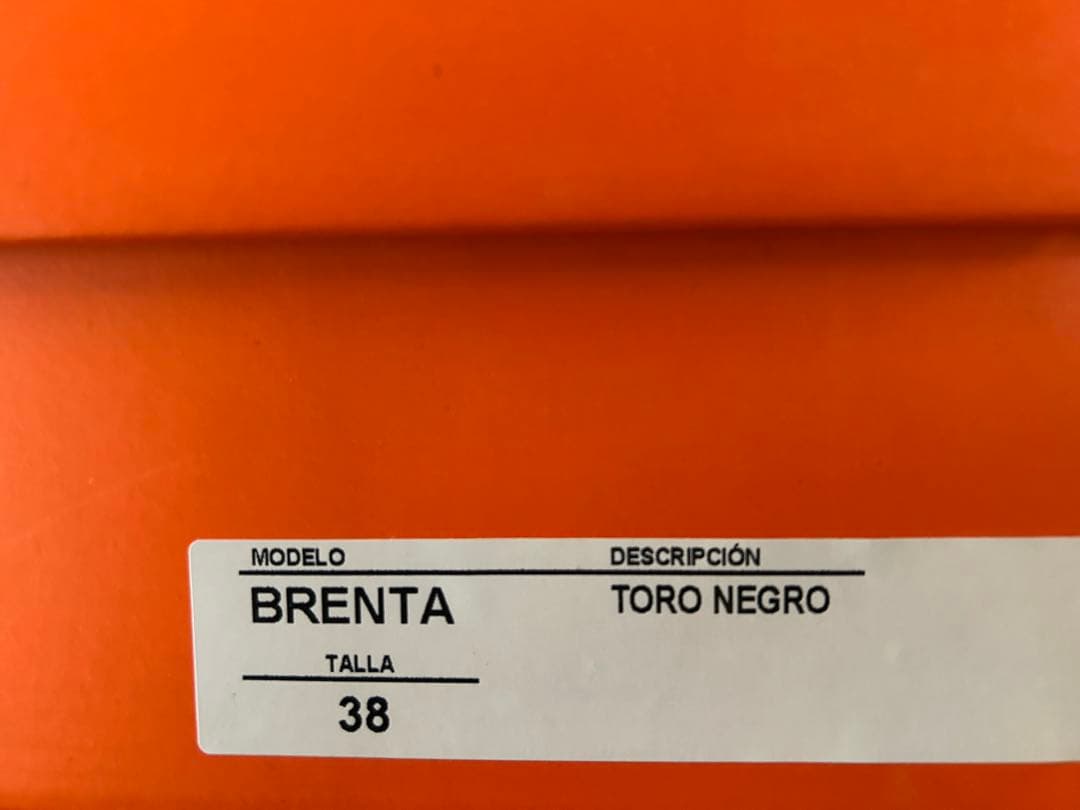 MODELO DESCRIPCIÓN
BRENTA TORO NEGRO
TALLA
38